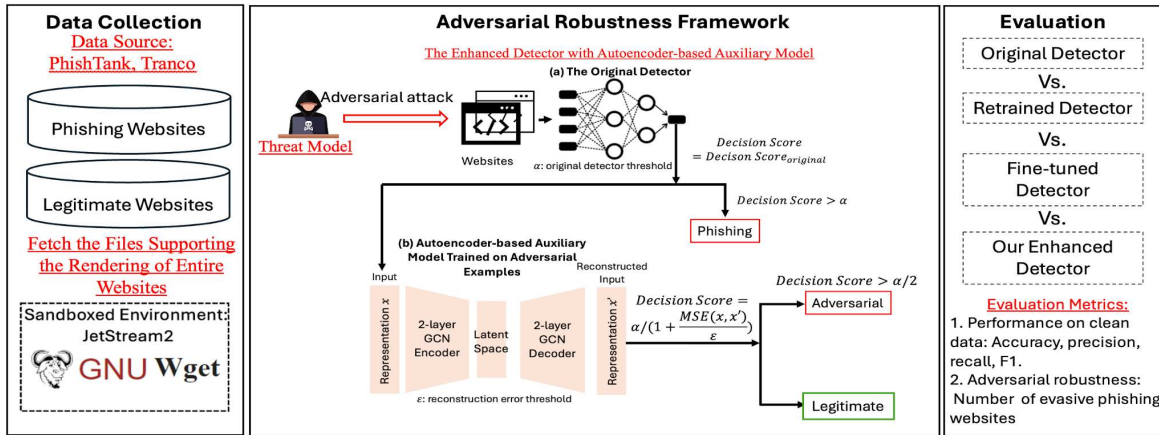 Data Collection
Data Source:
PhishTank, Tranco
Phishing Websites
Legitimate Websites
Fetch the Files Supporting
the Rendering of Entire
Websites
Sandboxed Environment:
JetStream2
GNU Wget
Adversarial Robustness Framework
The Enhanced Detector with Autoencoder-based Auxiliary Model
(a) The Original Detector
Adversarial attack
Threat Model
</>
Websites
α: original detector threshold
Decision Score
= Decison Score_original
Decision Score > α
Phishing
(b) Autoencoder-based Auxiliary
Model Trained on Adversarial
Examples
Input
Representation x
2-layer
GCN
Encoder
Latent
Space
2-layer
GCN
Decoder
Reconstructed
Input
Representation x'
ε: reconstruction error threshold
Decision Score =
α/(1 + MSE(x, x')/ε)
Decision Score > α/2
Adversarial
Legitimate
Evaluation
Original Detector
Vs.
Retrained Detector
Vs.
Fine-tuned
Detector
Vs.
Our Enhanced
Detector
Evaluation Metrics:
1. Performance on clean
data: Accuracy, precision,
recall, F1.
2. Adversarial robustness:
Number of evasive phishing
websites